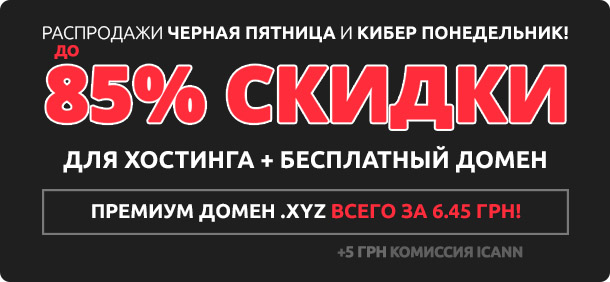 РАСПРОДАЖИ ЧЕРНАЯ ПЯТНИЦА И КИБЕР ПОНЕДЕЛЬНИК!
ДО
85% СКИДКИ
ДЛЯ ХОСТИНГА + БЕСПЛАТНЫЙ ДОМЕН
ПРЕМИУМ ДОМЕН .XYZ ВСЕГО ЗА 6.45 ГРН!
+5 ГРН КОМИССИЯ ICANN